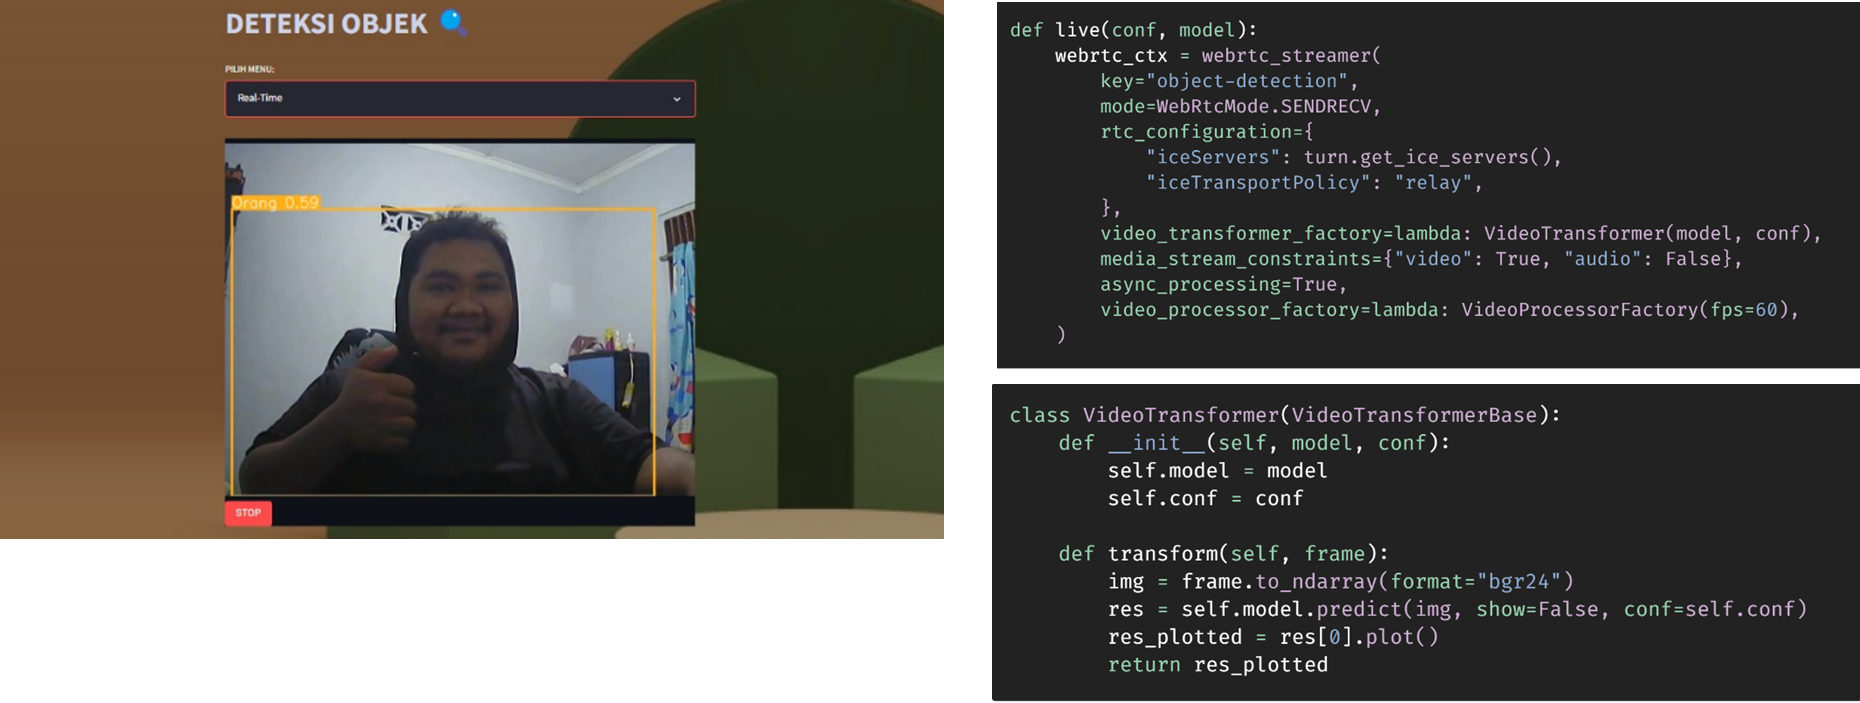 DETEKSI OBJEK
PILIH MENU:
Real-Time
Orang 0.59
STOP
def live(conf, model):
    webrtc_ctx = webrtc_streamer(
        key="object-detection",
        mode=WebRtcMode.SENDRECV,
        rtc_configuration={
            "iceServers": turn.get_ice_servers(),
            "iceTransportPolicy": "relay",
        },
        video_transformer_factory=lambda: VideoTransformer(model, conf),
        media_stream_constraints={"video": True, "audio": False},
        async_processing=True,
        video_processor_factory=lambda: VideoProcessorFactory(fps=60),
    )
class VideoTransformer(VideoTransformerBase):
    def __init__(self, model, conf):
        self.model = model
        self.conf = conf
    def transform(self, frame):
        img = frame.to_ndarray(format="bgr24")
        res = self.model.predict(img, show=False, conf=self.conf)
        res_plotted = res[0].plot()
        return res_plotted